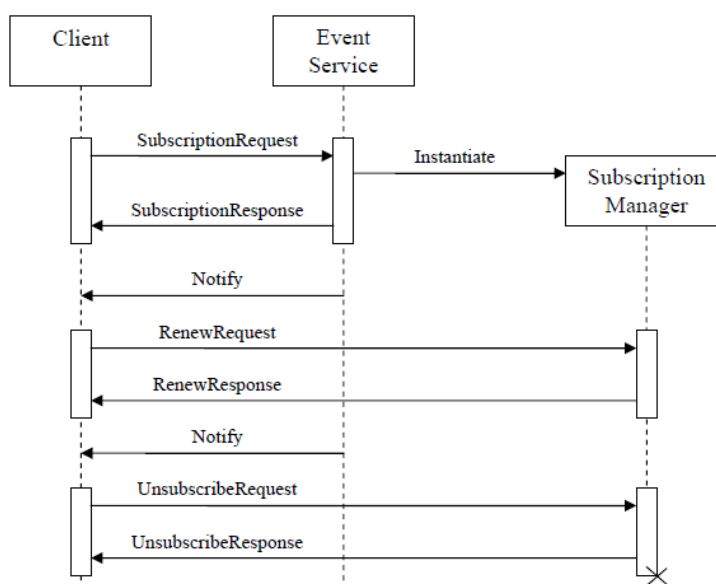 Client
Event
Service
SubscriptionRequest
Instantiate
Subscription
Manager
SubscriptionResponse
Notify
RenewRequest
RenewResponse
Notify
UnsubscribeRequest
UnsubscribeResponse